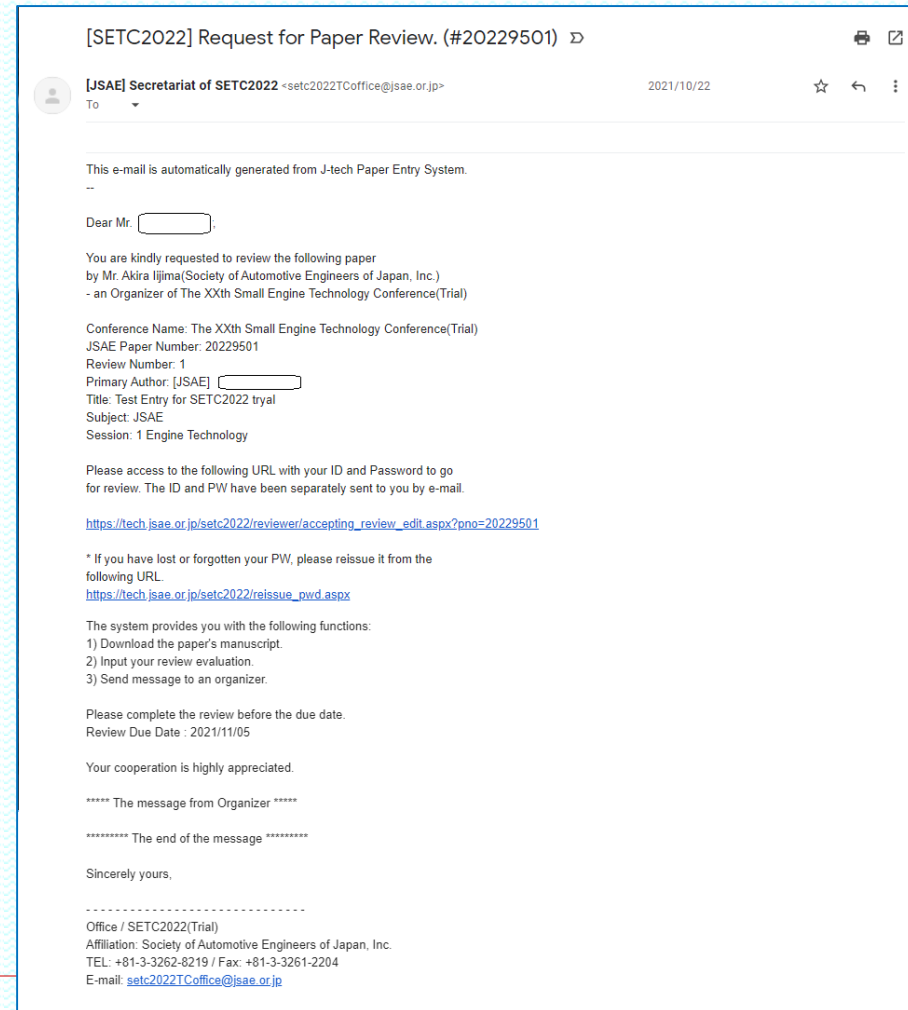 [SETC2022] Request for Paper Review. (#20229501)
[JSAE] Secretariat of SETC2022 <setc2022TCoffice@jsae.or.jp>
2021/10/22
To
This e-mail is automatically generated from J-tech Paper Entry System.
--
Dear Mr. ;
You are kindly requested to review the following paper
by Mr. Akira Iijima(Society of Automotive Engineers of Japan, Inc.)
- an Organizer of The XXth Small Engine Technology Conference(Trial)
Conference Name: The XXth Small Engine Technology Conference(Trial)
JSAE Paper Number: 20229501
Review Number: 1
Primary Author: [JSAE]
Title: Test Entry for SETC2022 tryal
Subject: JSAE
Session: 1 Engine Technology
Please access to the following URL with your ID and Password to go
for review. The ID and PW have been separately sent to you by e-mail.
https://tech.jsae.or.jp/setc2022/reviewer/accepting_review_edit.aspx?pno=20229501
* If you have lost or forgotten your PW, please reissue it from the
following URL.
https://tech.jsae.or.jp/setc2022/reissue_pwd.aspx
The system provides you with the following functions:
1) Download the paper's manuscript.
2) Input your review evaluation.
3) Send message to an organizer.
Please complete the review before the due date.
Review Due Date : 2021/11/05
Your cooperation is highly appreciated.
***** The message from Organizer *****
********* The end of the message *********
Sincerely yours,
- - - - - - - - - - - - - - - - - - - - - - - - - - - - - -
Office / SETC2022(Trial)
Affiliation: Society of Automotive Engineers of Japan, Inc.
TEL: +81-3-3262-8219 / Fax: +81-3-3261-2204
E-mail: setc2022TCoffice@jsae.or.jp